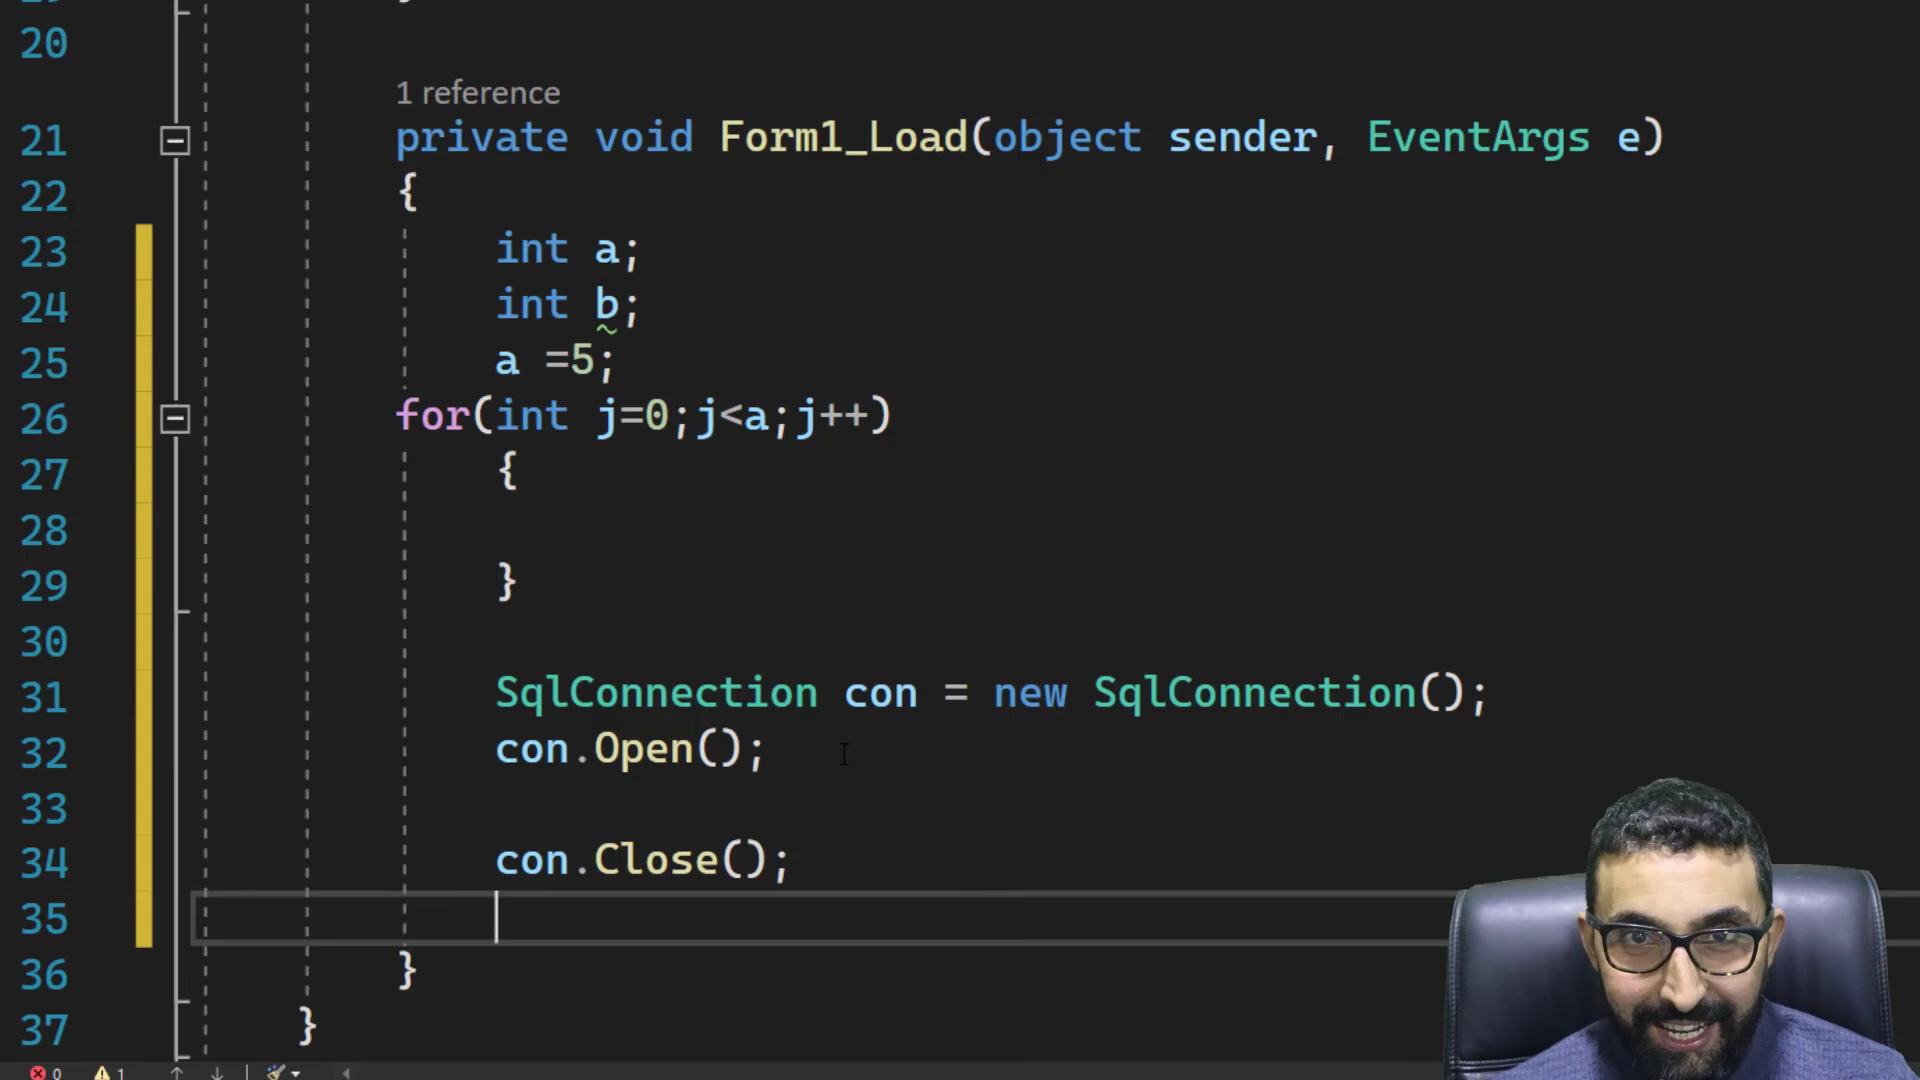 20
1 reference
21 private void Form1_Load(object sender, EventArgs e)
22 {
23 int a;
24 int b;
25 a =5;
26 for(int j=0;j<a;j++)
27 {
28
29 }
30
31 SqlConnection con = new SqlConnection();
32 con.Open();
33
34 con.Close();
35
36 }
37 }
0 1